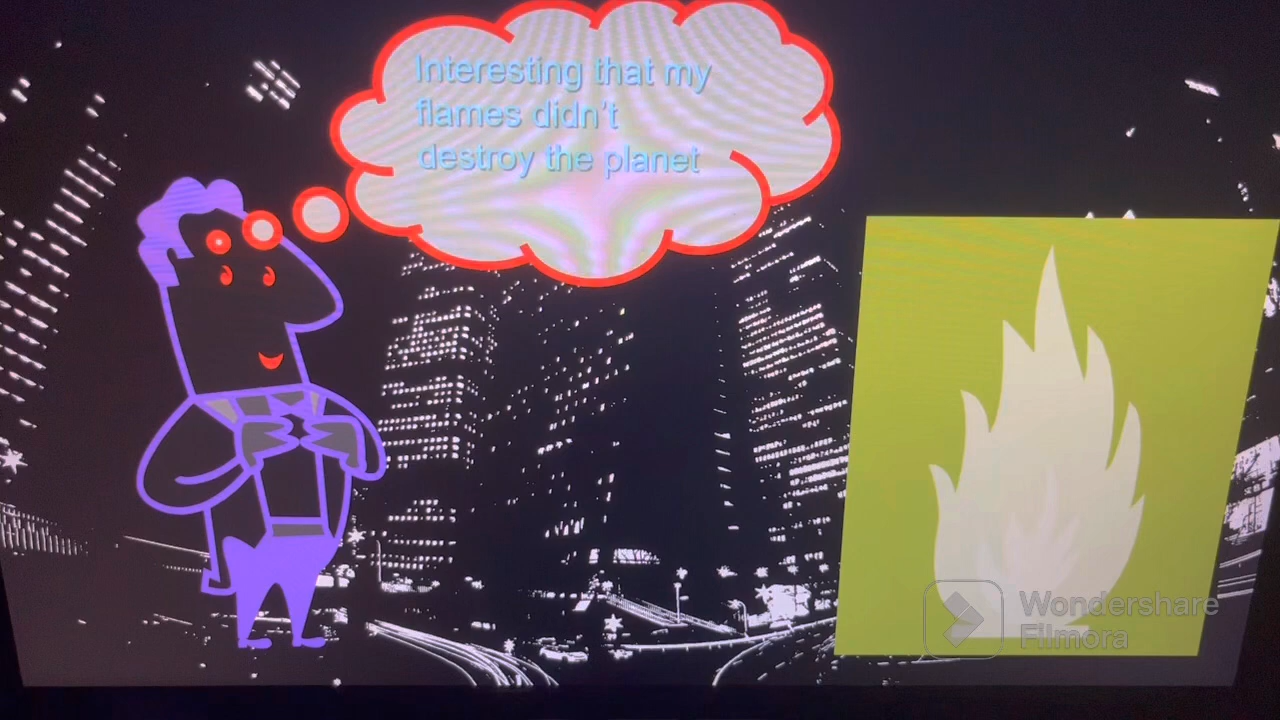 Interesting that my
flames didn't
destroy the planet
Wondershare
Filmora